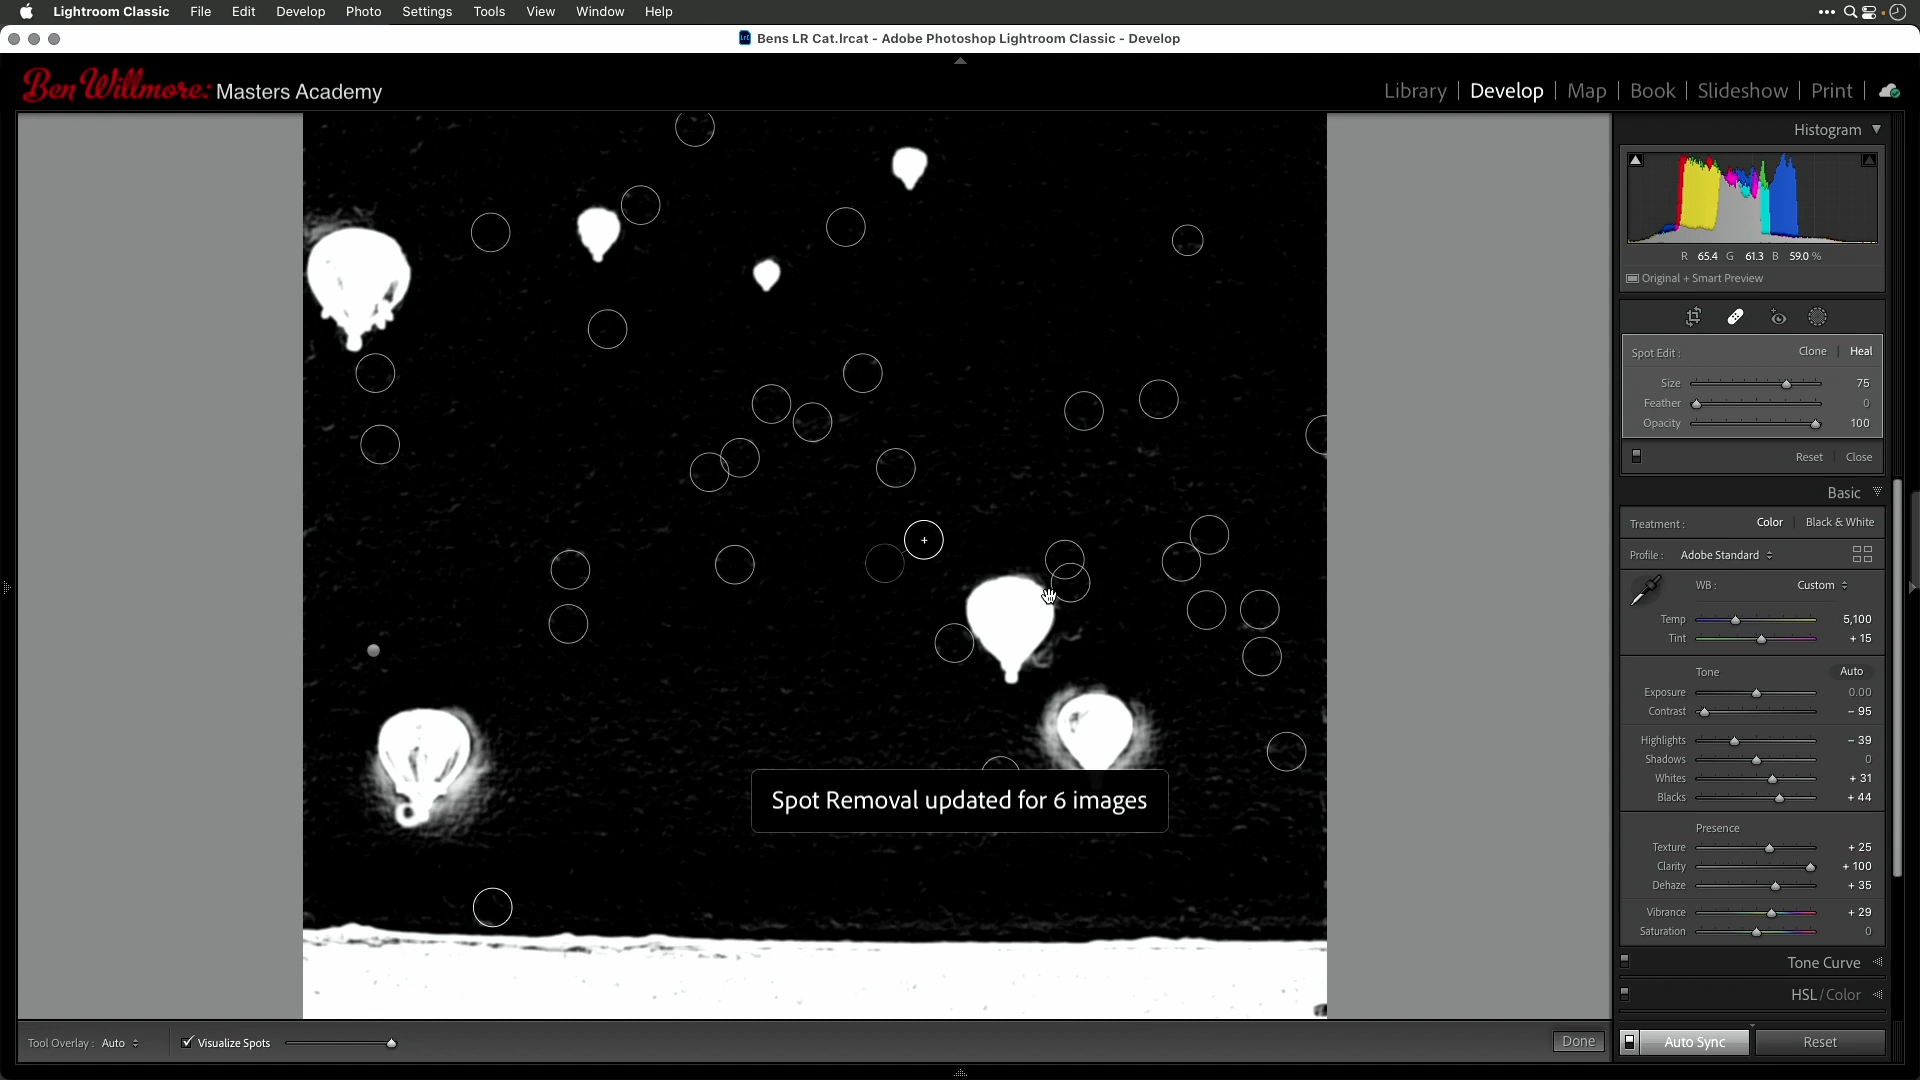 Lightroom Classic File Edit Develop Photo Settings Tools View Window Help
LrC Bens LR Cat.lrcat - Adobe Photoshop Lightroom Classic - Develop
Ben Willmore: Masters Academy
Library | Develop | Map | Book | Slideshow | Print |
Histogram
R 65.4 G 61.3 B 59.0 %
Original + Smart Preview
Spot Edit : Clone | Heal
Size 75
Feather 0
Opacity 100
Reset Close
Basic
Treatment : Color | Black & White
Profile : Adobe Standard
WB : Custom
Temp 5,100
Tint + 15
Tone Auto
Exposure 0.00
Contrast – 95
Highlights – 39
Shadows 0
Whites + 31
Blacks + 44
Presence
Texture + 25
Clarity + 100
Dehaze + 35
Vibrance + 29
Saturation 0
Tone Curve
HSL / Color
Spot Removal updated for 6 images
Tool Overlay : Auto Visualize Spots Done
Auto Sync Reset